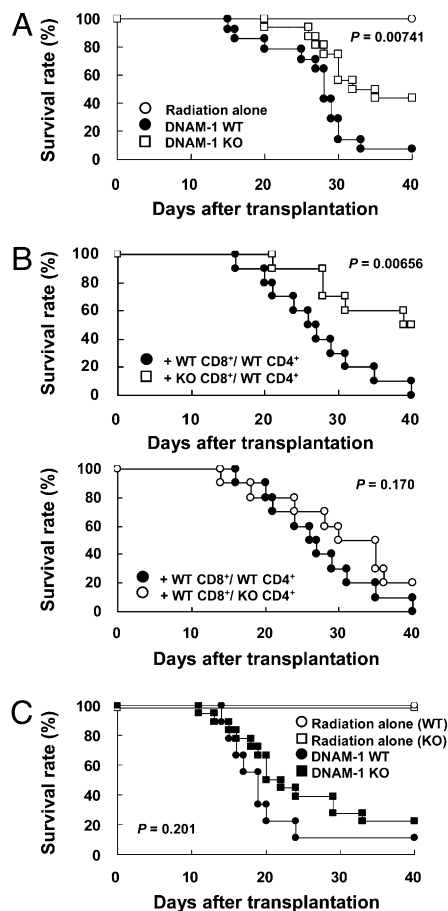 A
Survival rate (%)
100
80
60
40
20
0
P = 0.00741
Radiation alone
DNAM-1 WT
DNAM-1 KO
0 10 20 30 40
Days after transplantation
B
Survival rate (%)
100
80
60
40
20
0
P = 0.00656
+ WT CD8⁺/ WT CD4⁺
+ KO CD8⁺/ WT CD4⁺
0 10 20 30 40
Days after transplantation
Survival rate (%)
100
80
60
40
20
0
P = 0.170
+ WT CD8⁺/ WT CD4⁺
+ WT CD8⁺/ KO CD4⁺
0 10 20 30 40
Days after transplantation
C
Survival rate (%)
100
80
60
40
20
0
Radiation alone (WT)
Radiation alone (KO)
DNAM-1 WT
DNAM-1 KO
P = 0.201
0 10 20 30 40
Days after transplantation